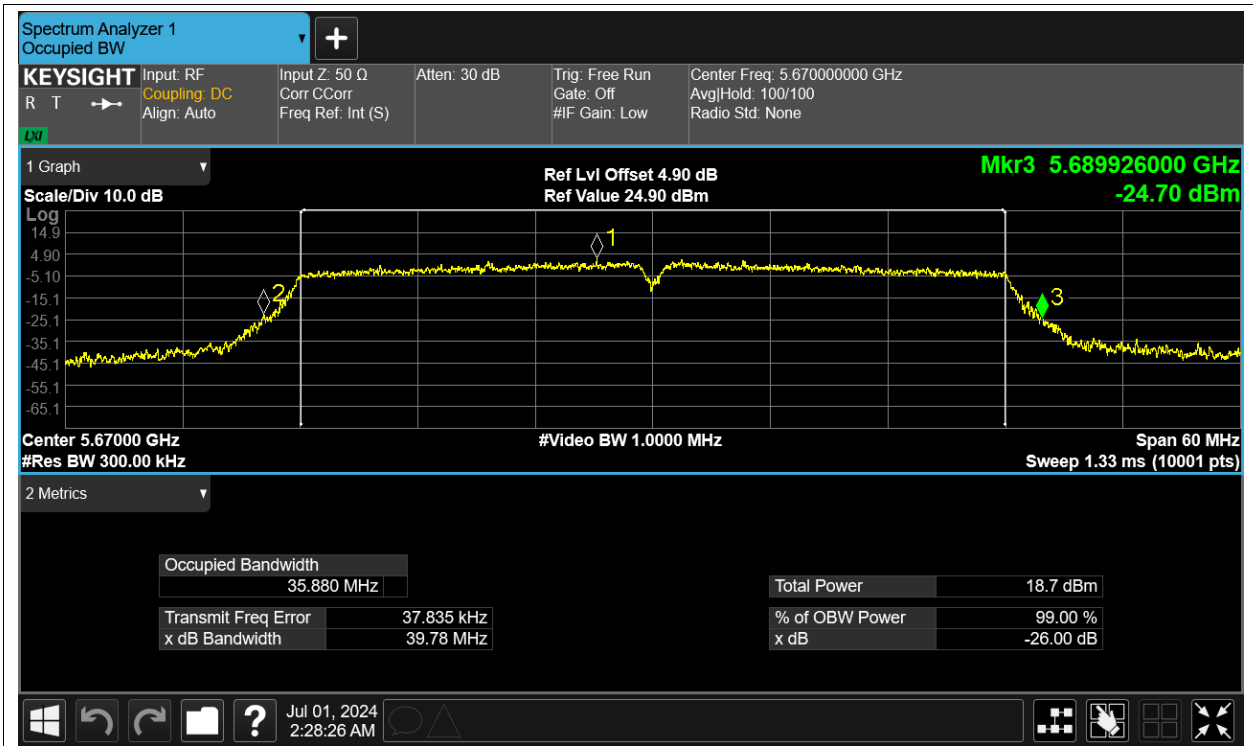 Spectrum Analyzer 1
Occupied BW
KEYSIGHT
R T
LXI
Input: RF
Coupling: DC
Align: Auto
Input Z: 50 Ω
Corr CCorr
Freq Ref: Int (S)
Atten: 30 dB
Trig: Free Run
Gate: Off
#IF Gain: Low
Center Freq: 5.670000000 GHz
Avg|Hold: 100/100
Radio Std: None
1 Graph
Scale/Div 10.0 dB
Ref Lvl Offset 4.90 dB
Ref Value 24.90 dBm
Mkr3 5.689926000 GHz
-24.70 dBm
Log
14.9
4.90
-5.10
-15.1
-25.1
-35.1
-45.1
-55.1
-65.1
1
2
3
Center 5.67000 GHz
#Res BW 300.00 kHz
#Video BW 1.0000 MHz
Span 60 MHz
Sweep 1.33 ms (10001 pts)
2 Metrics
Occupied Bandwidth
35.880 MHz
Transmit Freq Error 37.835 kHz
x dB Bandwidth 39.78 MHz
Total Power 18.7 dBm
% of OBW Power 99.00 %
x dB -26.00 dB
?
Jul 01, 2024
2:28:26 AM